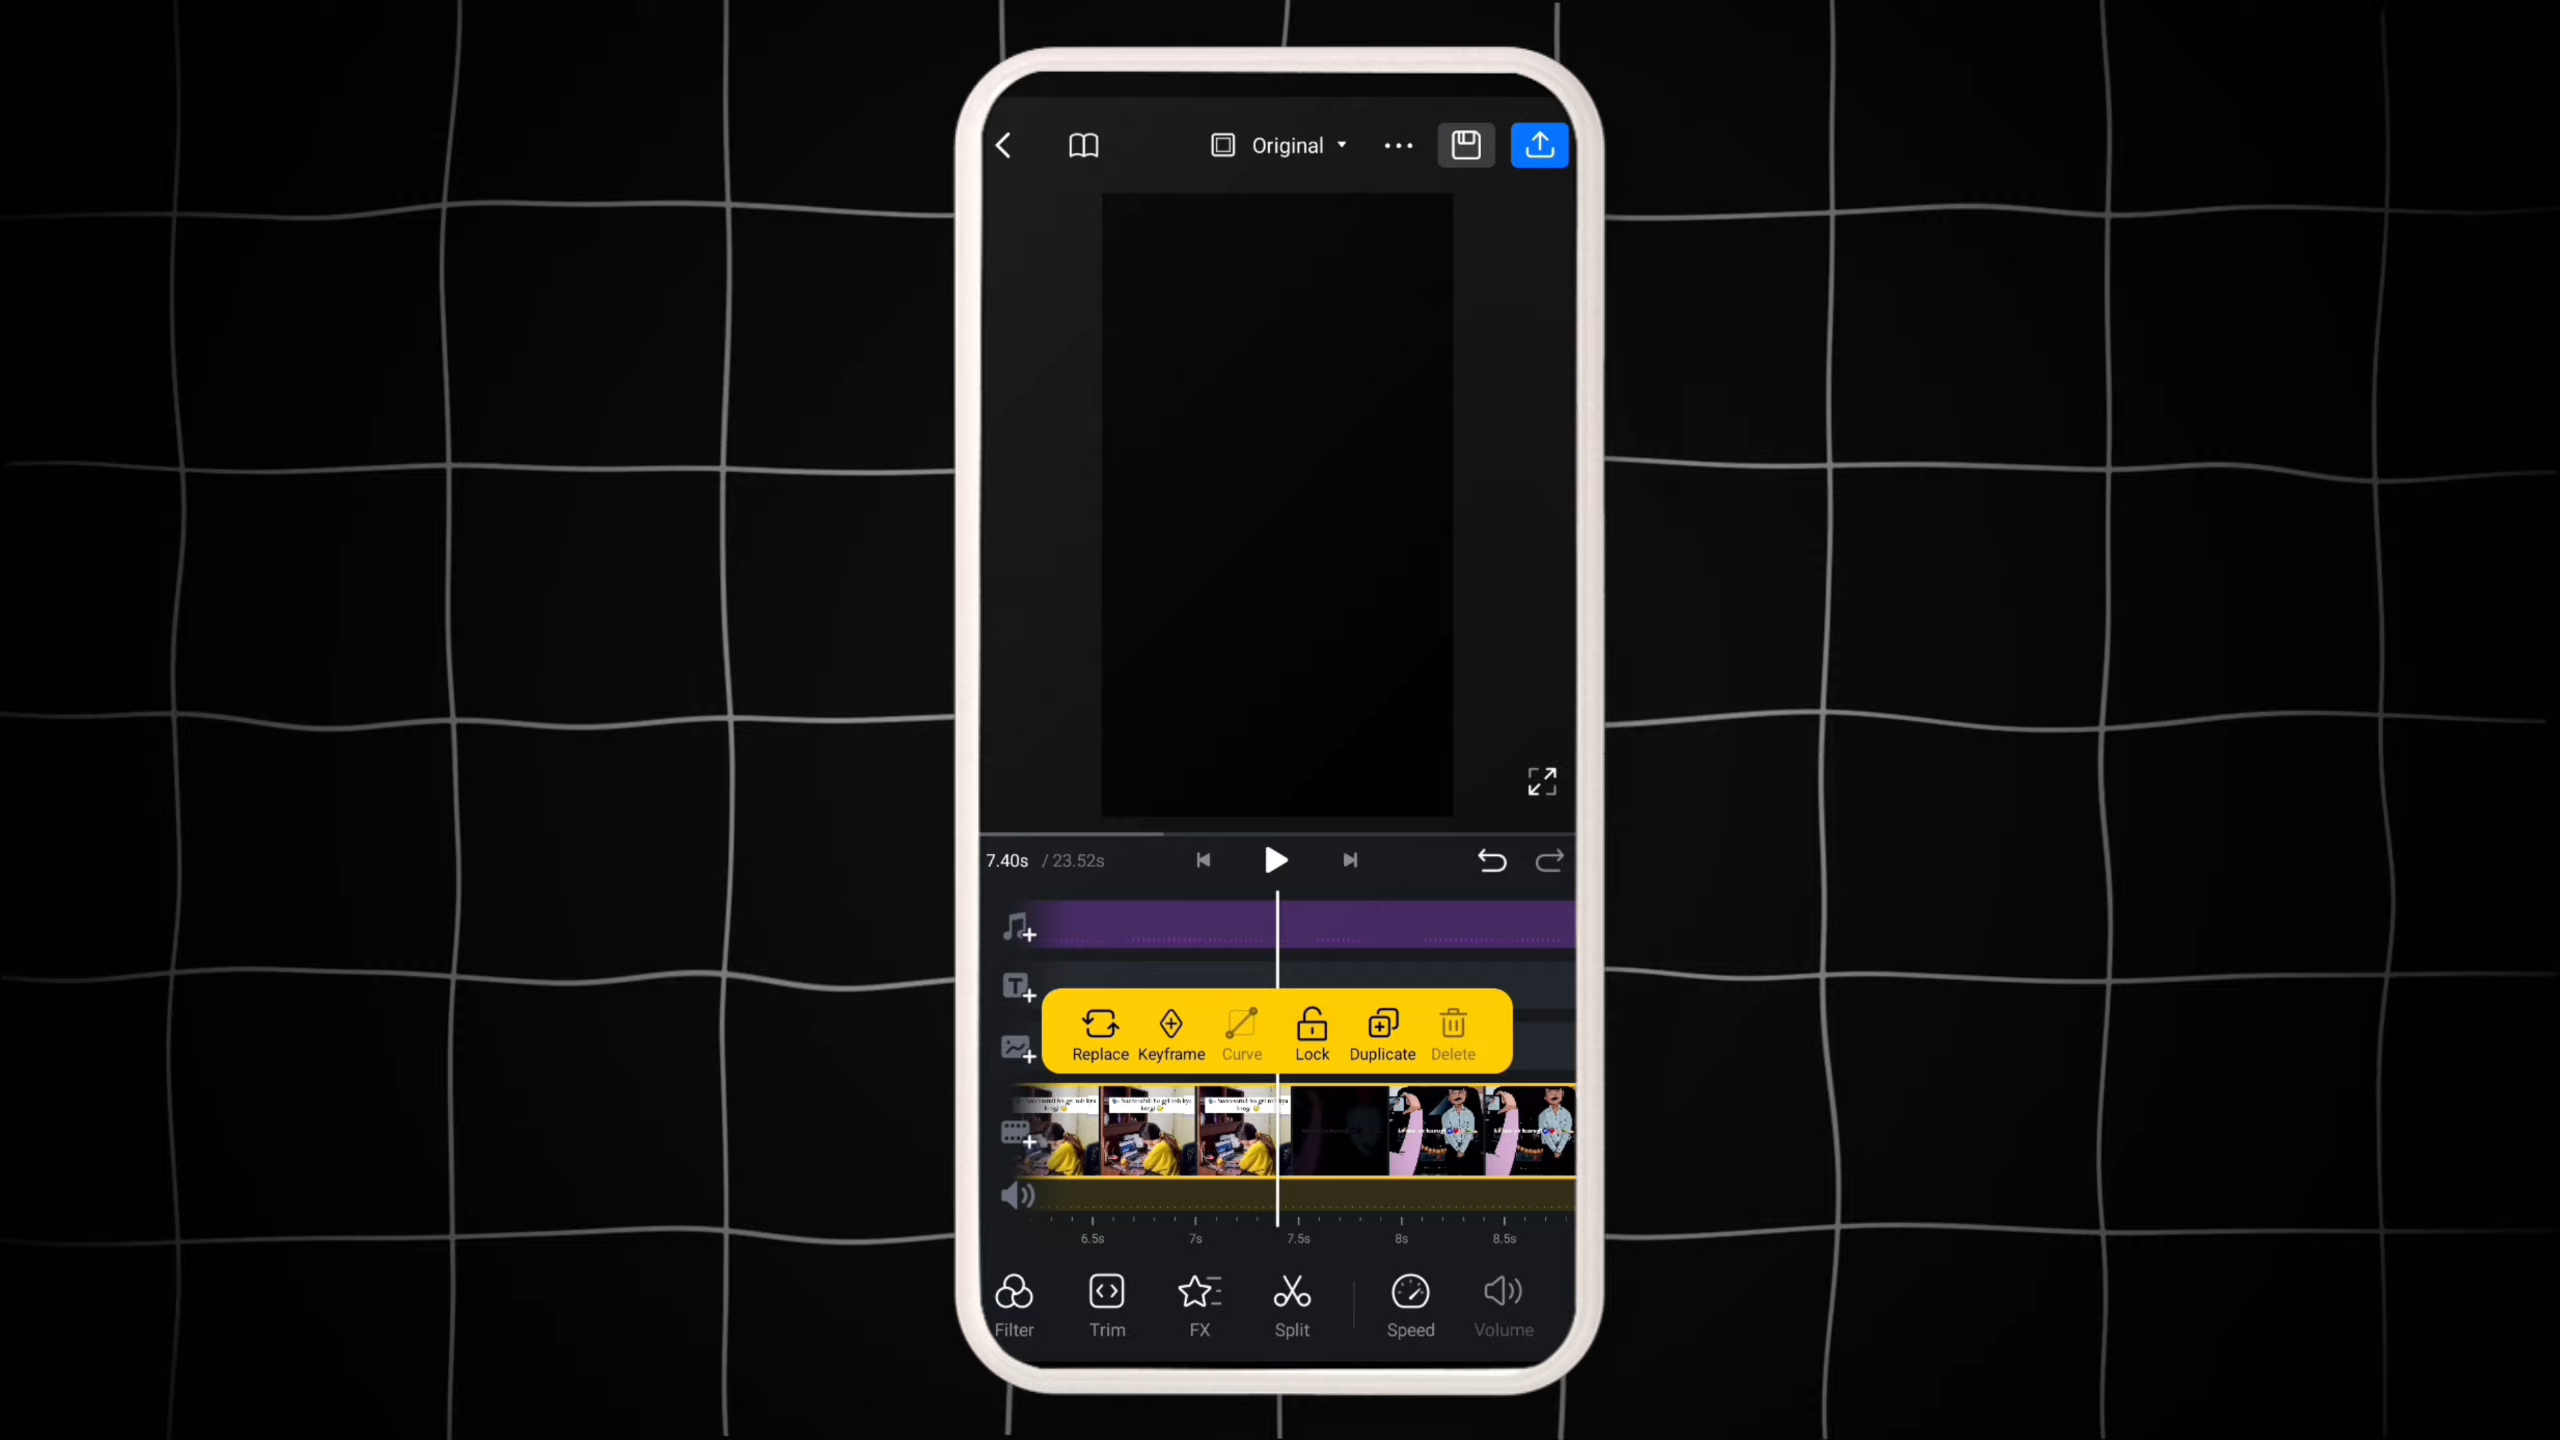 Original
7.40s / 23.52s
Replace Keyframe Curve Lock Duplicate Delete
6.5s 7s 7.5s 8s 8.5s
Filter Trim FX Split Speed Volume